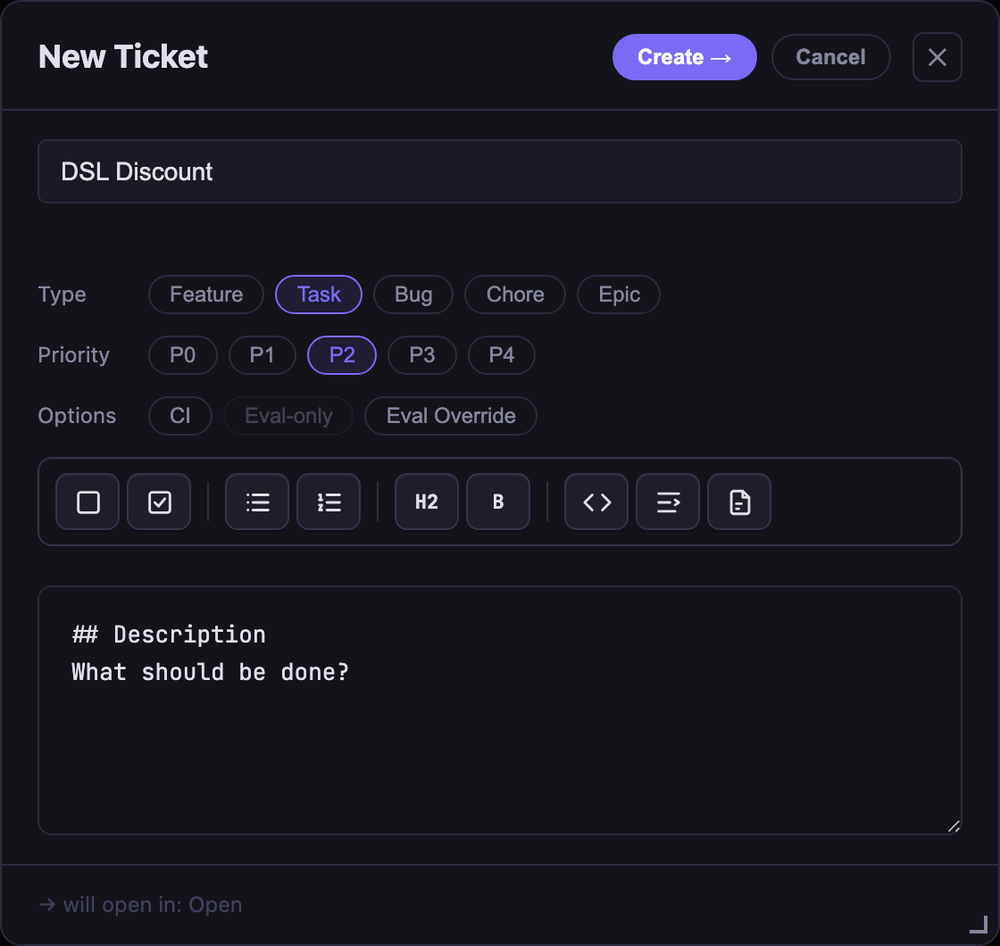 New Ticket
Create →
Cancel
DSL Discount
Type
Feature
Task
Bug
Chore
Epic
Priority
P0
P1
P2
P3
P4
Options
CI
Eval-only
Eval Override
H2
B
## Description
What should be done?
→ will open in: Open